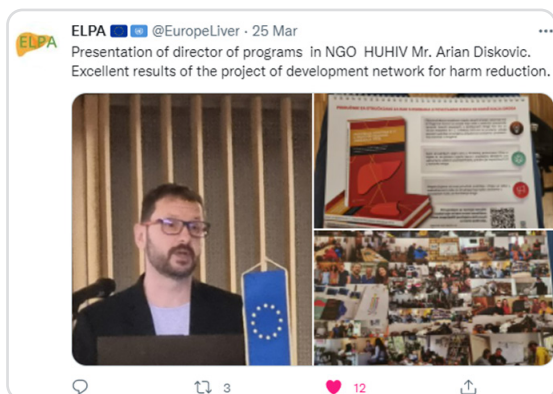 ELPA @EuropeLiver · 25 Mar
ELPA
Presentation of director of programs in NGO HUHIV Mr. Arian Diskovic.
Excellent results of the project of development network for harm reduction.
3
12